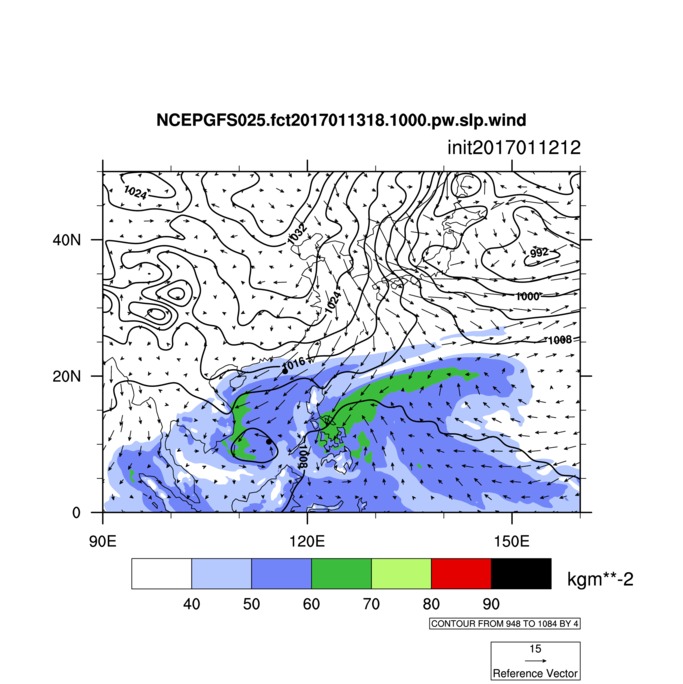 NCEPGFS025.fct2017011318.1000.pw.slp.wind
init2017011212
1024
1032
40N
992
1024
1000
1008
1016
20N
1008
0
90E 120E 150E
kgm**-2
40 50 60 70 80 90
CONTOUR FROM 948 TO 1084 BY 4
15
Reference Vector